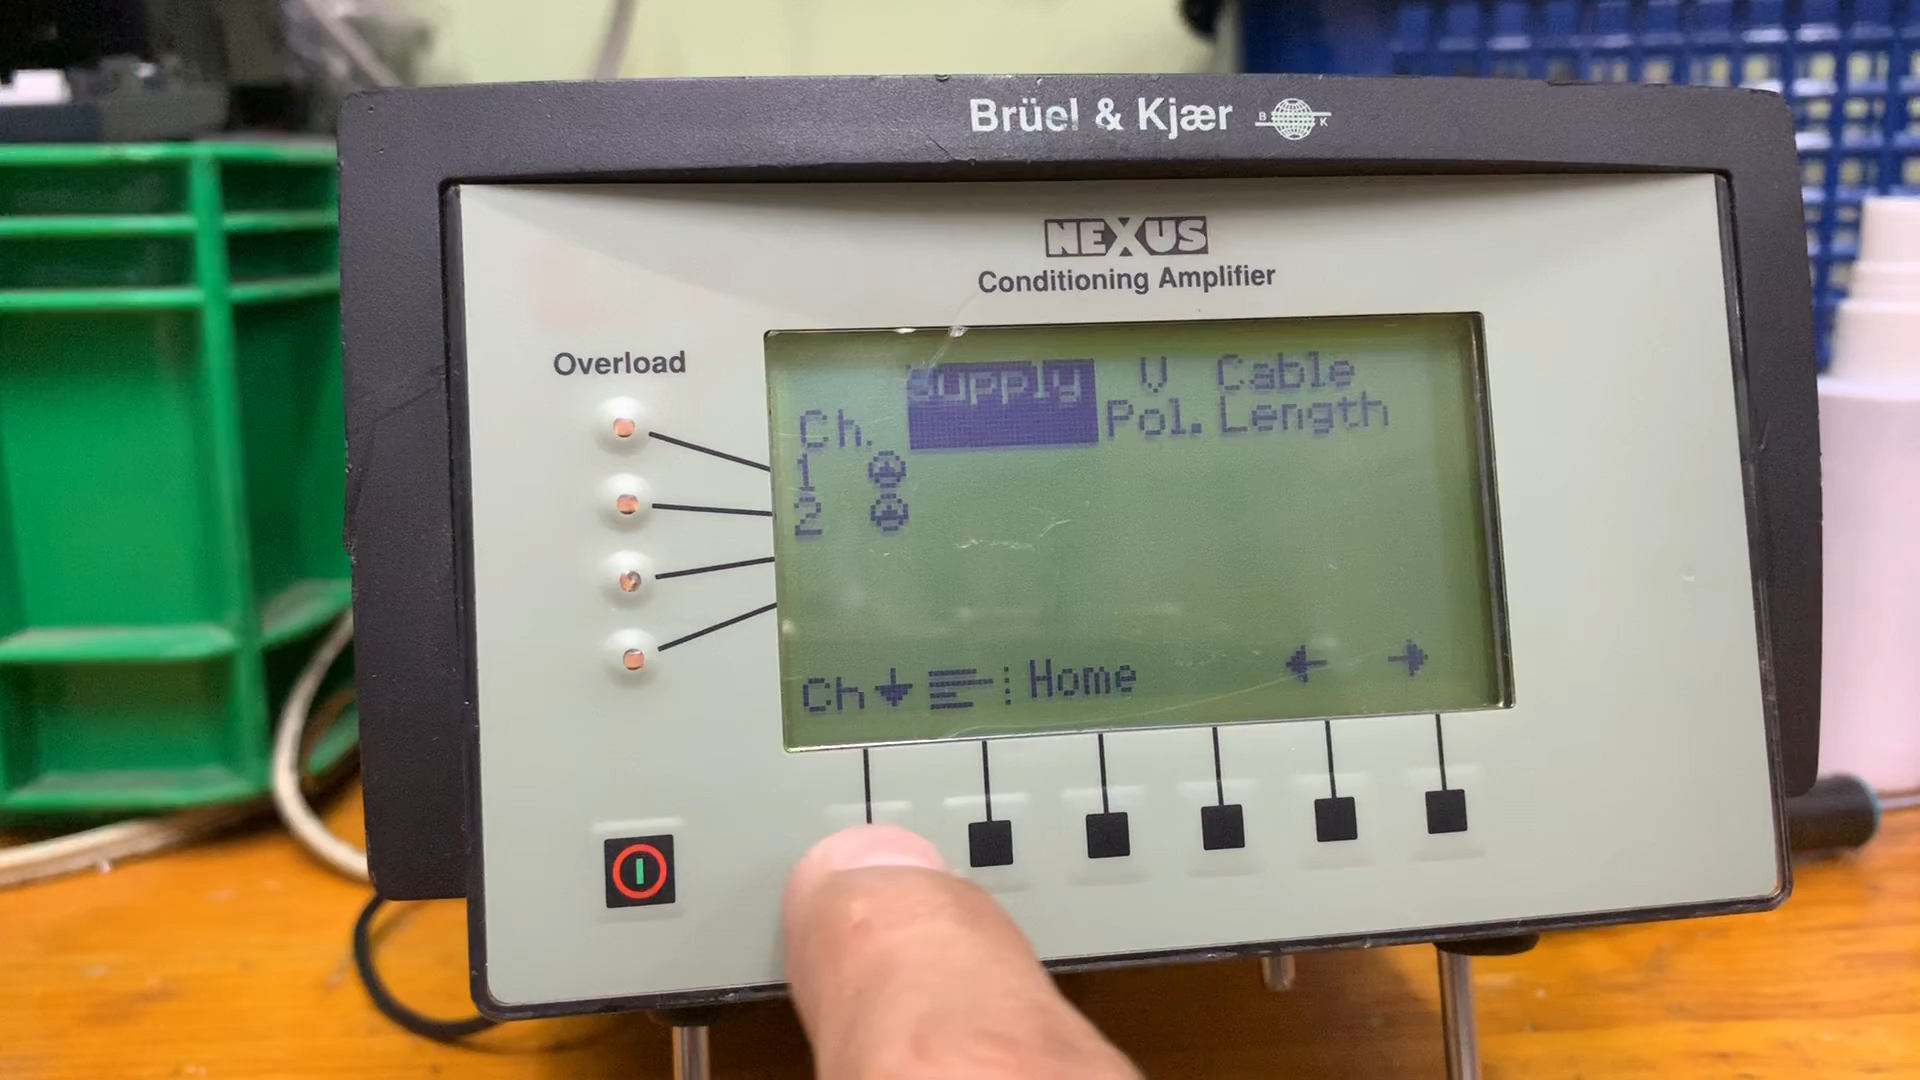 Brüel & Kjær
B K
NEXUS
Conditioning Amplifier
Overload
Supply V Cable
Ch. Pol. Length
1
2
Ch Home